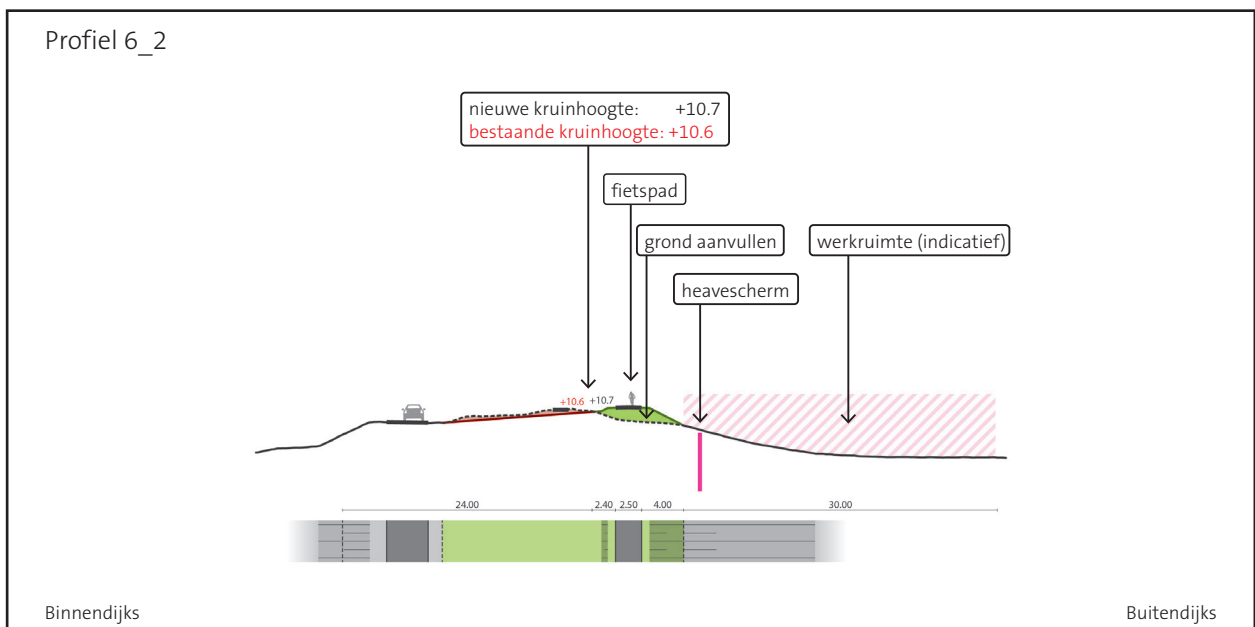 Profiel 6_2
nieuwe kruinhoogte: +10.7
bestaande kruinhoogte: +10.6
fietspad
grond aanvullen
werkruimte (indicatief)
heavescherm
+10.6 +10.7
24.00 2.40 2.50 4.00 30.00
Binnendijks
Buitendijks